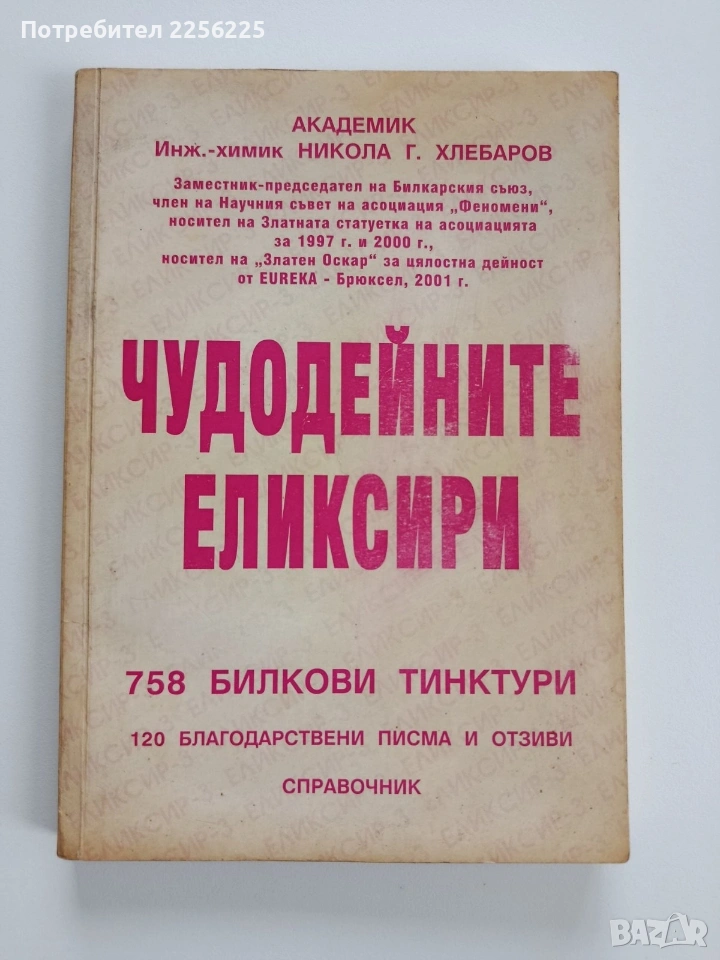 Потребител 2256225
АКАДЕМИК
Инж.-химик НИКОЛА Г. ХЛЕБАРОВ
Заместник-председател на Билкарския съюз,
член на Научния съвет на асоциация „Феномени“,
носител на Златната статуетка на асоциацията
за 1997 г. и 2000 г.,
носител на „Златен Оскар“ за цялостна дейност
от EUREKA - Брюксел, 2001 г.
ЧУДОДЕЙНИТЕ
ЕЛИКСИРИ
758 БИЛКОВИ ТИНКТУРИ
120 БЛАГОДАРСТВЕНИ ПИСМА И ОТЗИВИ
СПРАВОЧНИК
BAZAR